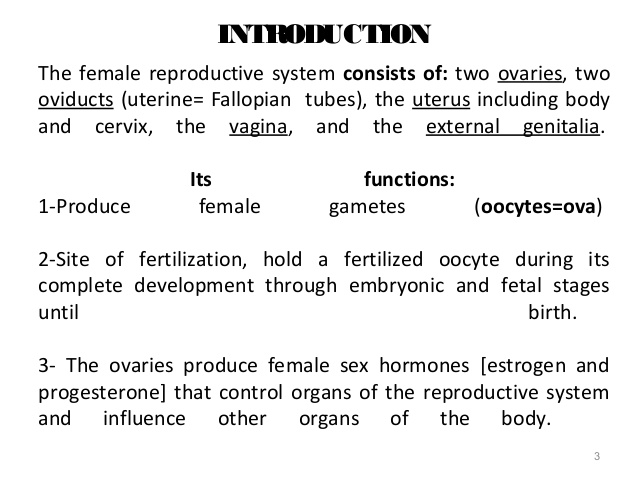 INTRODUCTION
The female reproductive system consists of: two ovaries, two
oviducts (uterine= Fallopian tubes), the uterus including body
and cervix, the vagina, and the external genitalia.
Its functions:
1-Produce female gametes (oocytes=ova)
2-Site of fertilization, hold a fertilized oocyte during its
complete development through embryonic and fetal stages
until birth.
3- The ovaries produce female sex hormones [estrogen and
progesterone] that control organs of the reproductive system
and influence other organs of the body.
3